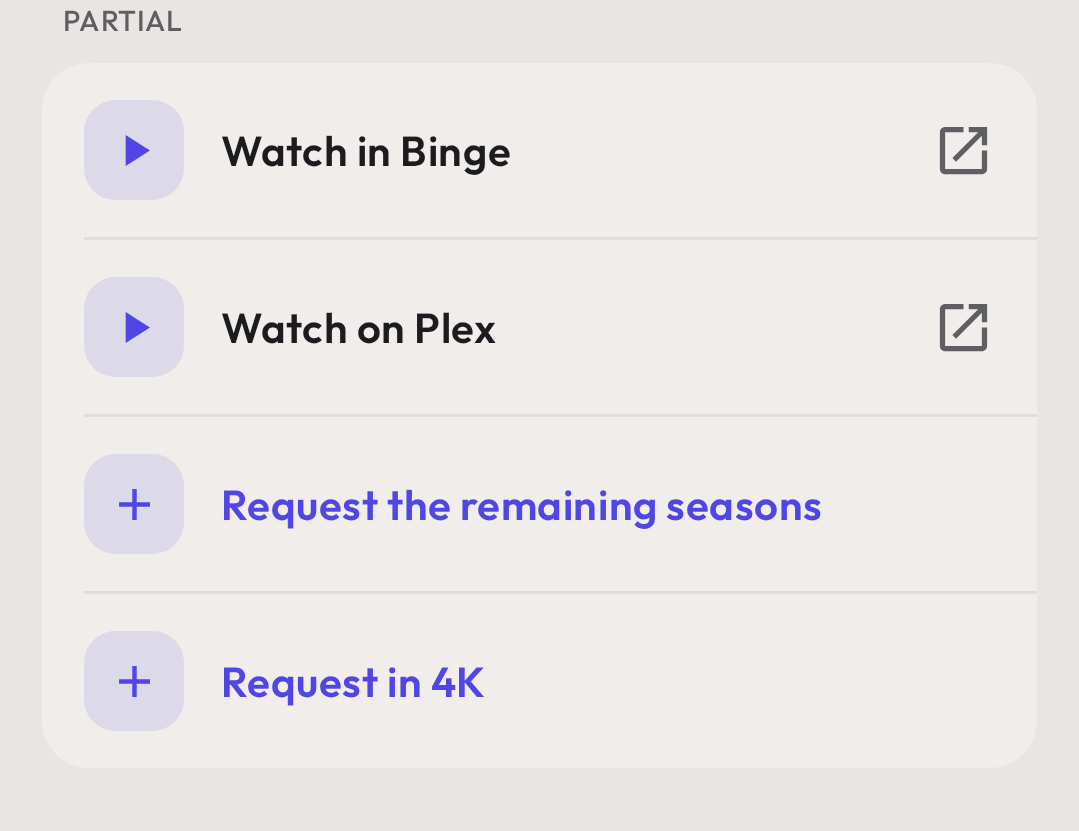 PARTIAL
Watch in Binge
Watch on Plex
Request the remaining seasons
Request in 4K